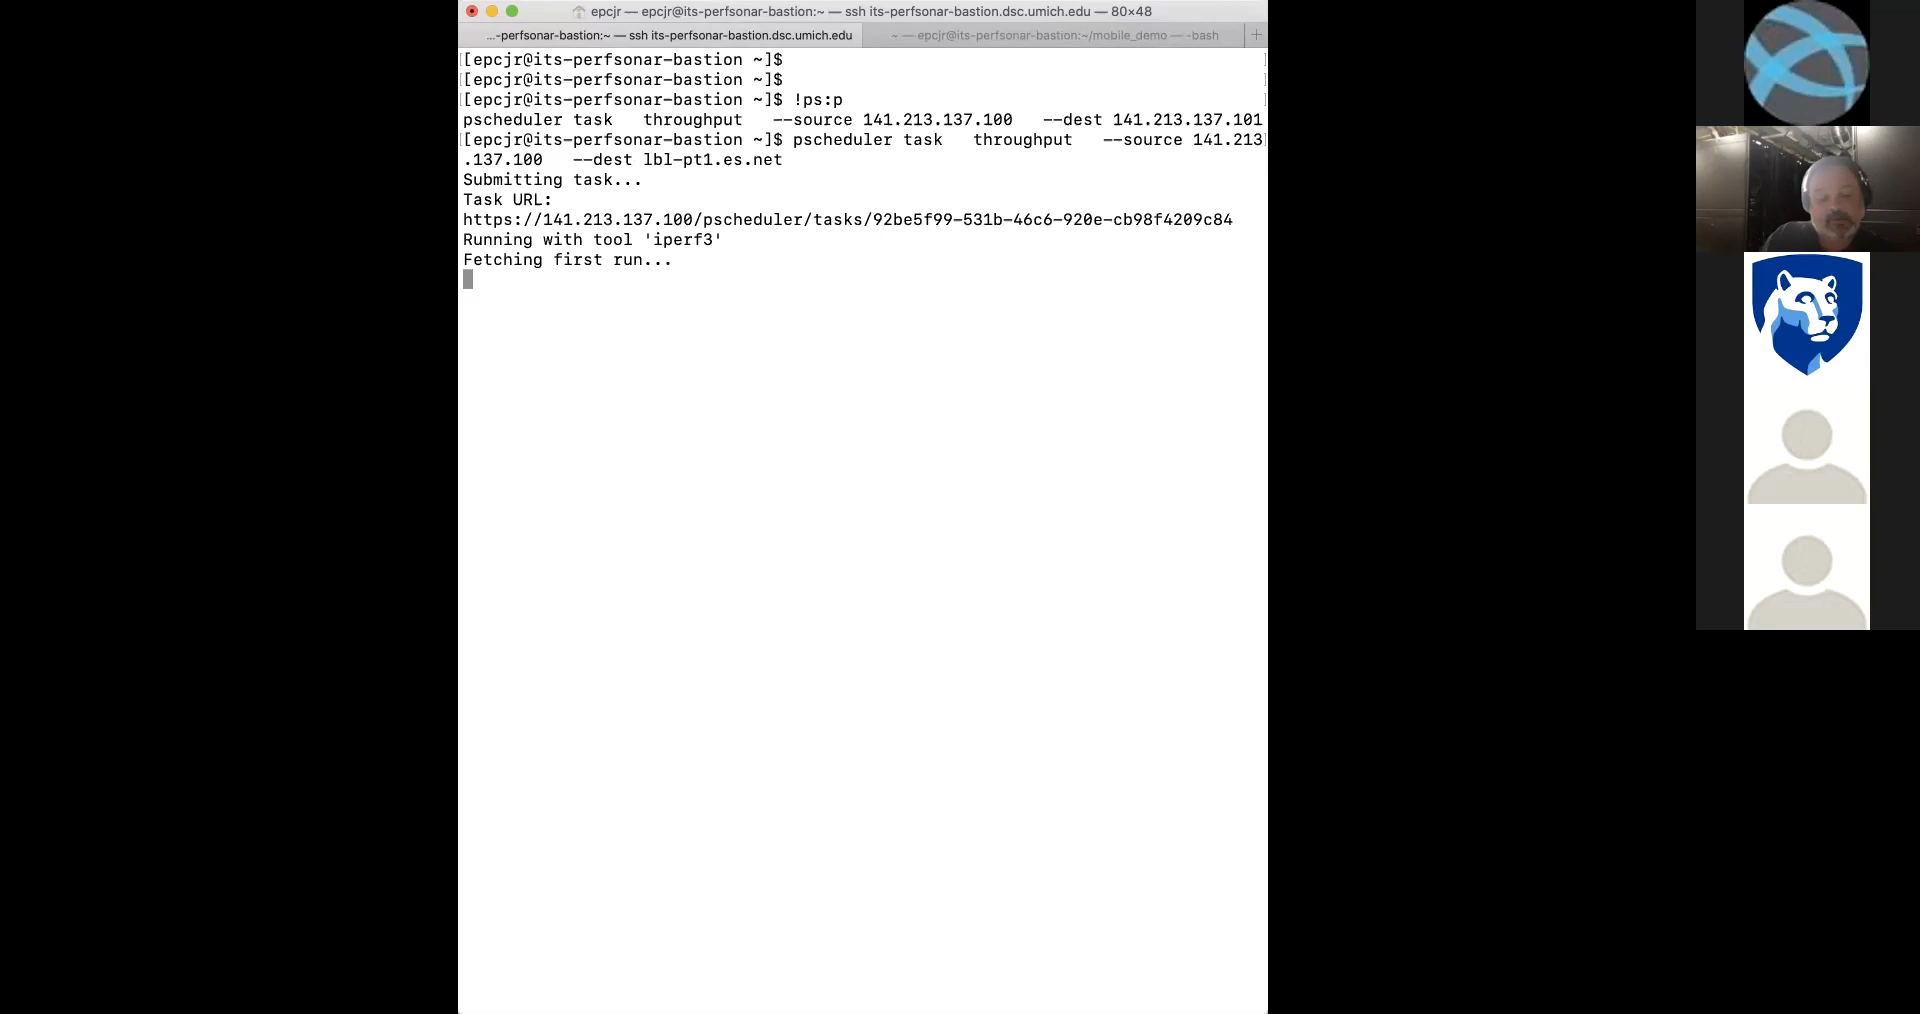 epcjr — epcjr@its-perfsonar-bastion:~ — ssh its-perfsonar-bastion.dsc.umich.edu — 80×48
...-perfsonar-bastion:~ — ssh its-perfsonar-bastion.dsc.umich.edu
~ — epcjr@its-perfsonar-bastion:~/mobile_demo — -bash
[[epcjr@its-perfsonar-bastion ~]$ ]
[[epcjr@its-perfsonar-bastion ~]$ ]
[[epcjr@its-perfsonar-bastion ~]$ !ps:p ]
pscheduler task   throughput   --source 141.213.137.100   --dest 141.213.137.101
[[epcjr@its-perfsonar-bastion ~]$ pscheduler task   throughput   --source 141.213]
.137.100   --dest lbl-pt1.es.net
Submitting task...
Task URL:
https://141.213.137.100/pscheduler/tasks/92be5f99-531b-46c6-920e-cb98f4209c84
Running with tool 'iperf3'
Fetching first run...